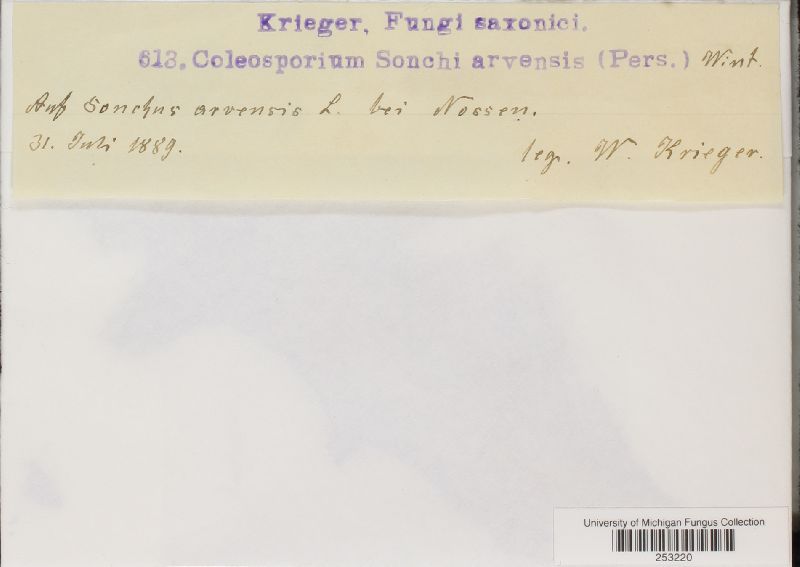 Krieger, Fungi saxonici.
613. Coleosporium Sonchi arvensis (Pers.) Wint.
Auf Sonchus arvensis L. bei Nossen.
31. Juli 1889.
leg. W. Krieger.
University of Michigan Fungus Collection
253220